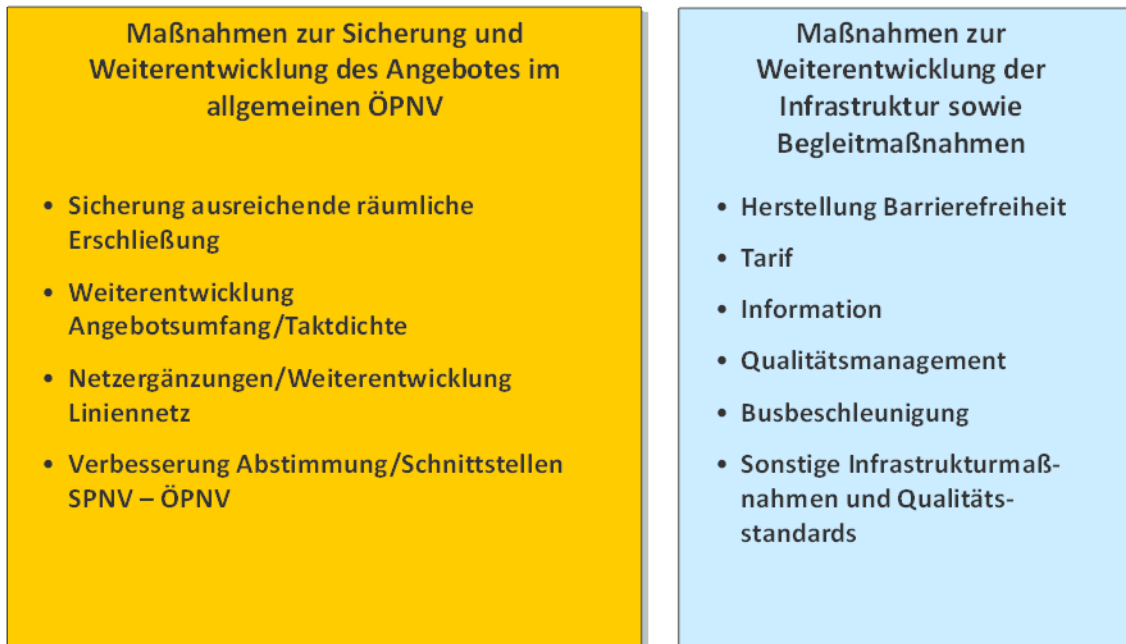 Maßnahmen zur Sicherung und
Weiterentwicklung des Angebotes im
allgemeinen ÖPNV
• Sicherung ausreichende räumliche
Erschließung
• Weiterentwicklung
Angebotsumfang/Taktdichte
• Netzergänzungen/Weiterentwicklung
Liniennetz
• Verbesserung Abstimmung/Schnittstellen
SPNV – ÖPNV
Maßnahmen zur
Weiterentwicklung der
Infrastruktur sowie
Begleitmaßnahmen
• Herstellung Barrierefreiheit
• Tarif
• Information
• Qualitätsmanagement
• Busbeschleunigung
• Sonstige Infrastrukturmaß-
nahmen und Qualitäts-
standards